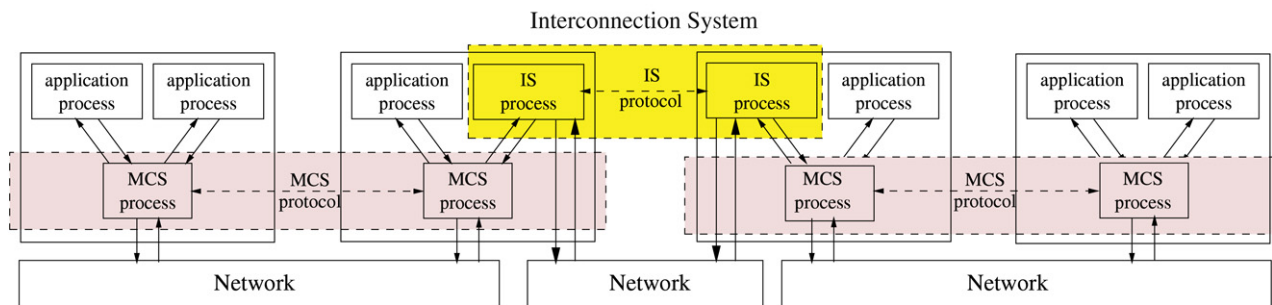 Interconnection System
application
process
application
process
application
process
IS
process
IS
protocol
IS
process
application
process
application
process
application
process
MCS
process
MCS
protocol
MCS
process
MCS
process
MCS
protocol
MCS
process
Network
Network
Network